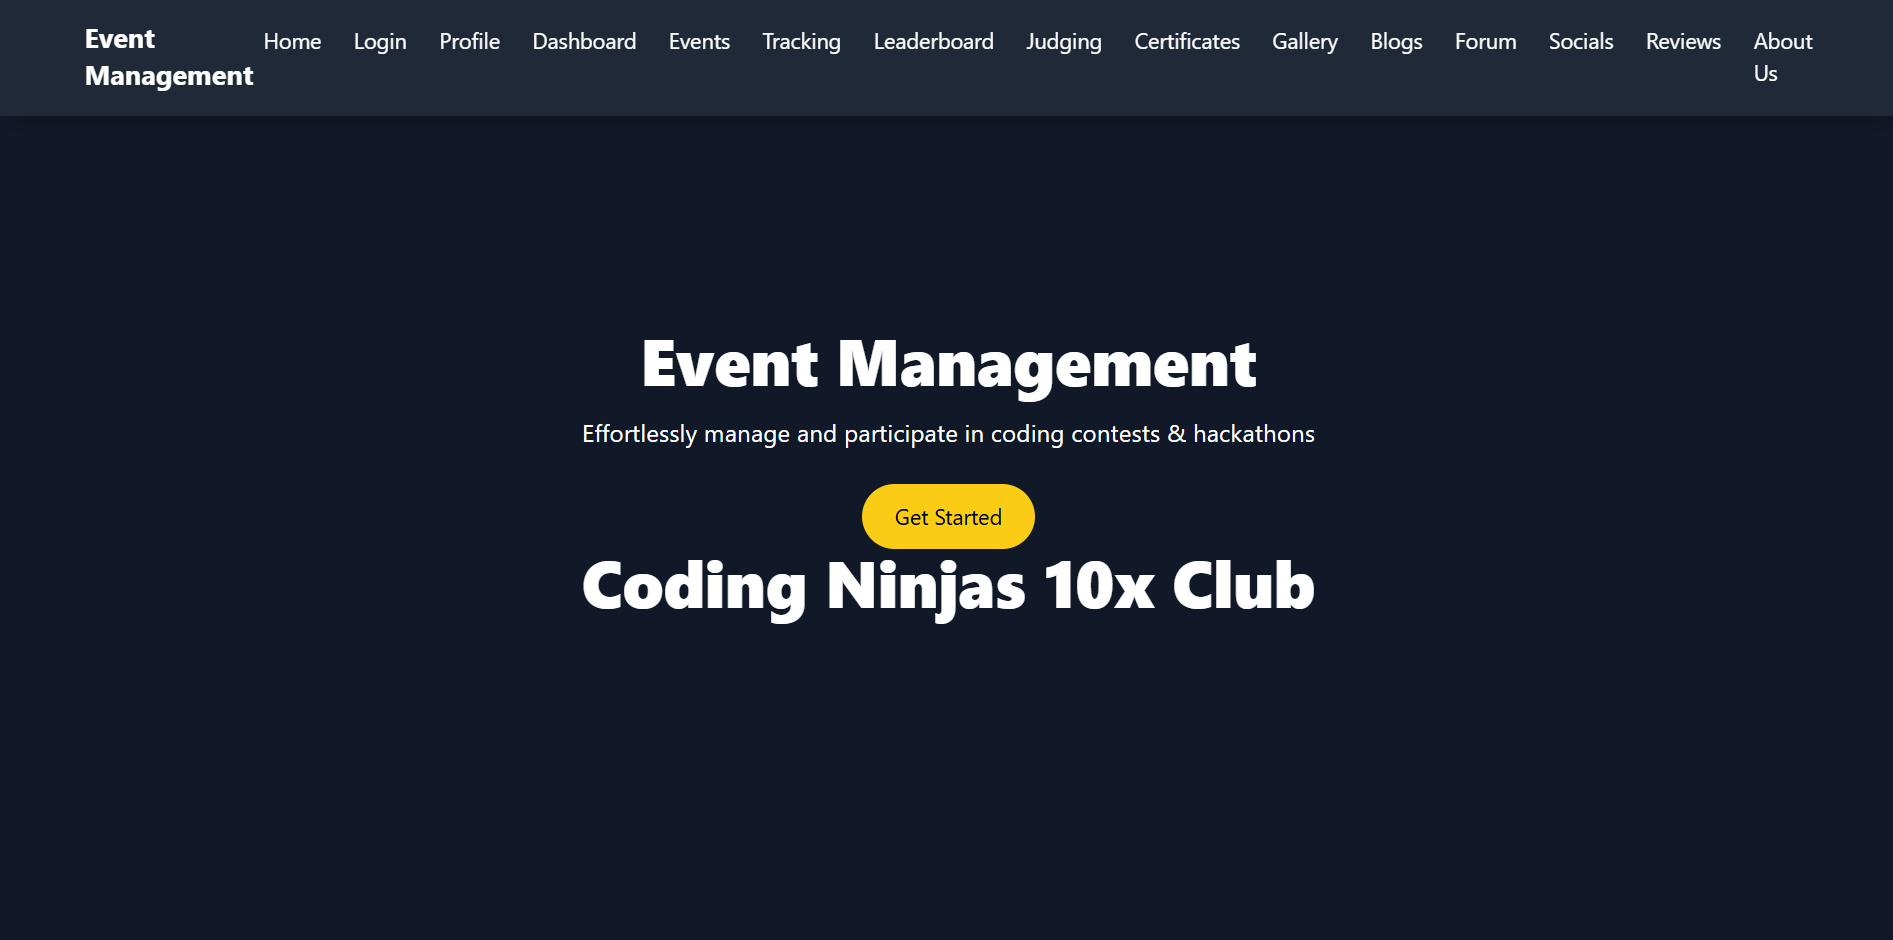 Event
Management
Home Login Profile Dashboard Events Tracking Leaderboard Judging Certificates Gallery Blogs Forum Socials Reviews About
Us
Event Management
Effortlessly manage and participate in coding contests & hackathons
Get Started
Coding Ninjas 10x Club